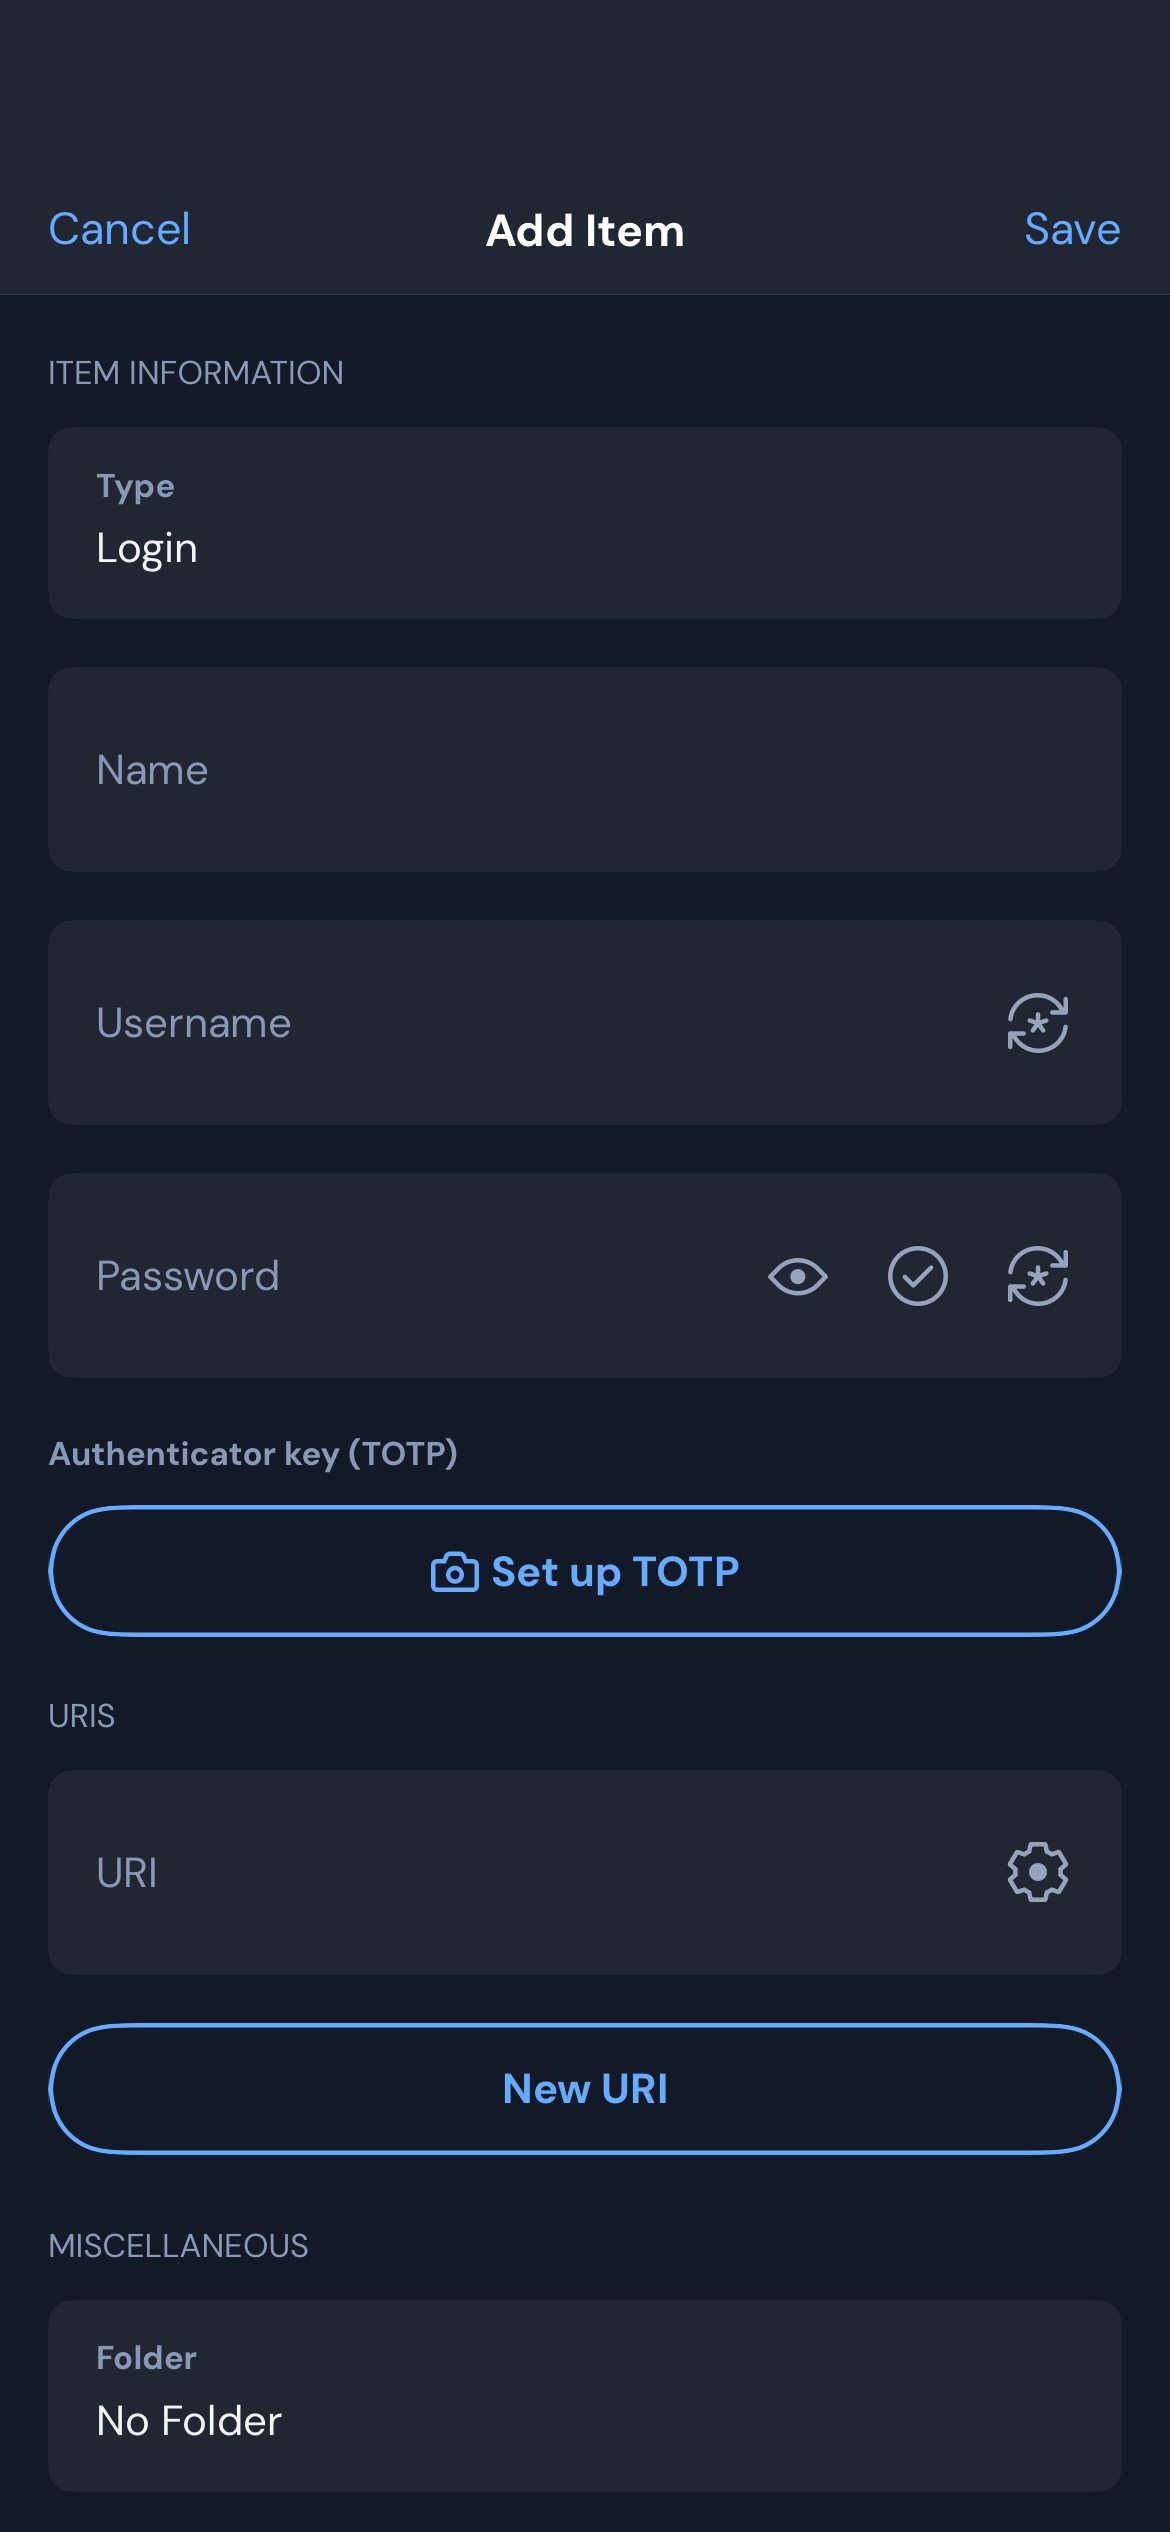 Cancel Add Item Save
ITEM INFORMATION
Type
Login
Name
Username
Password
Authenticator key (TOTP)
Set up TOTP
URIS
URI
New URI
MISCELLANEOUS
Folder
No Folder